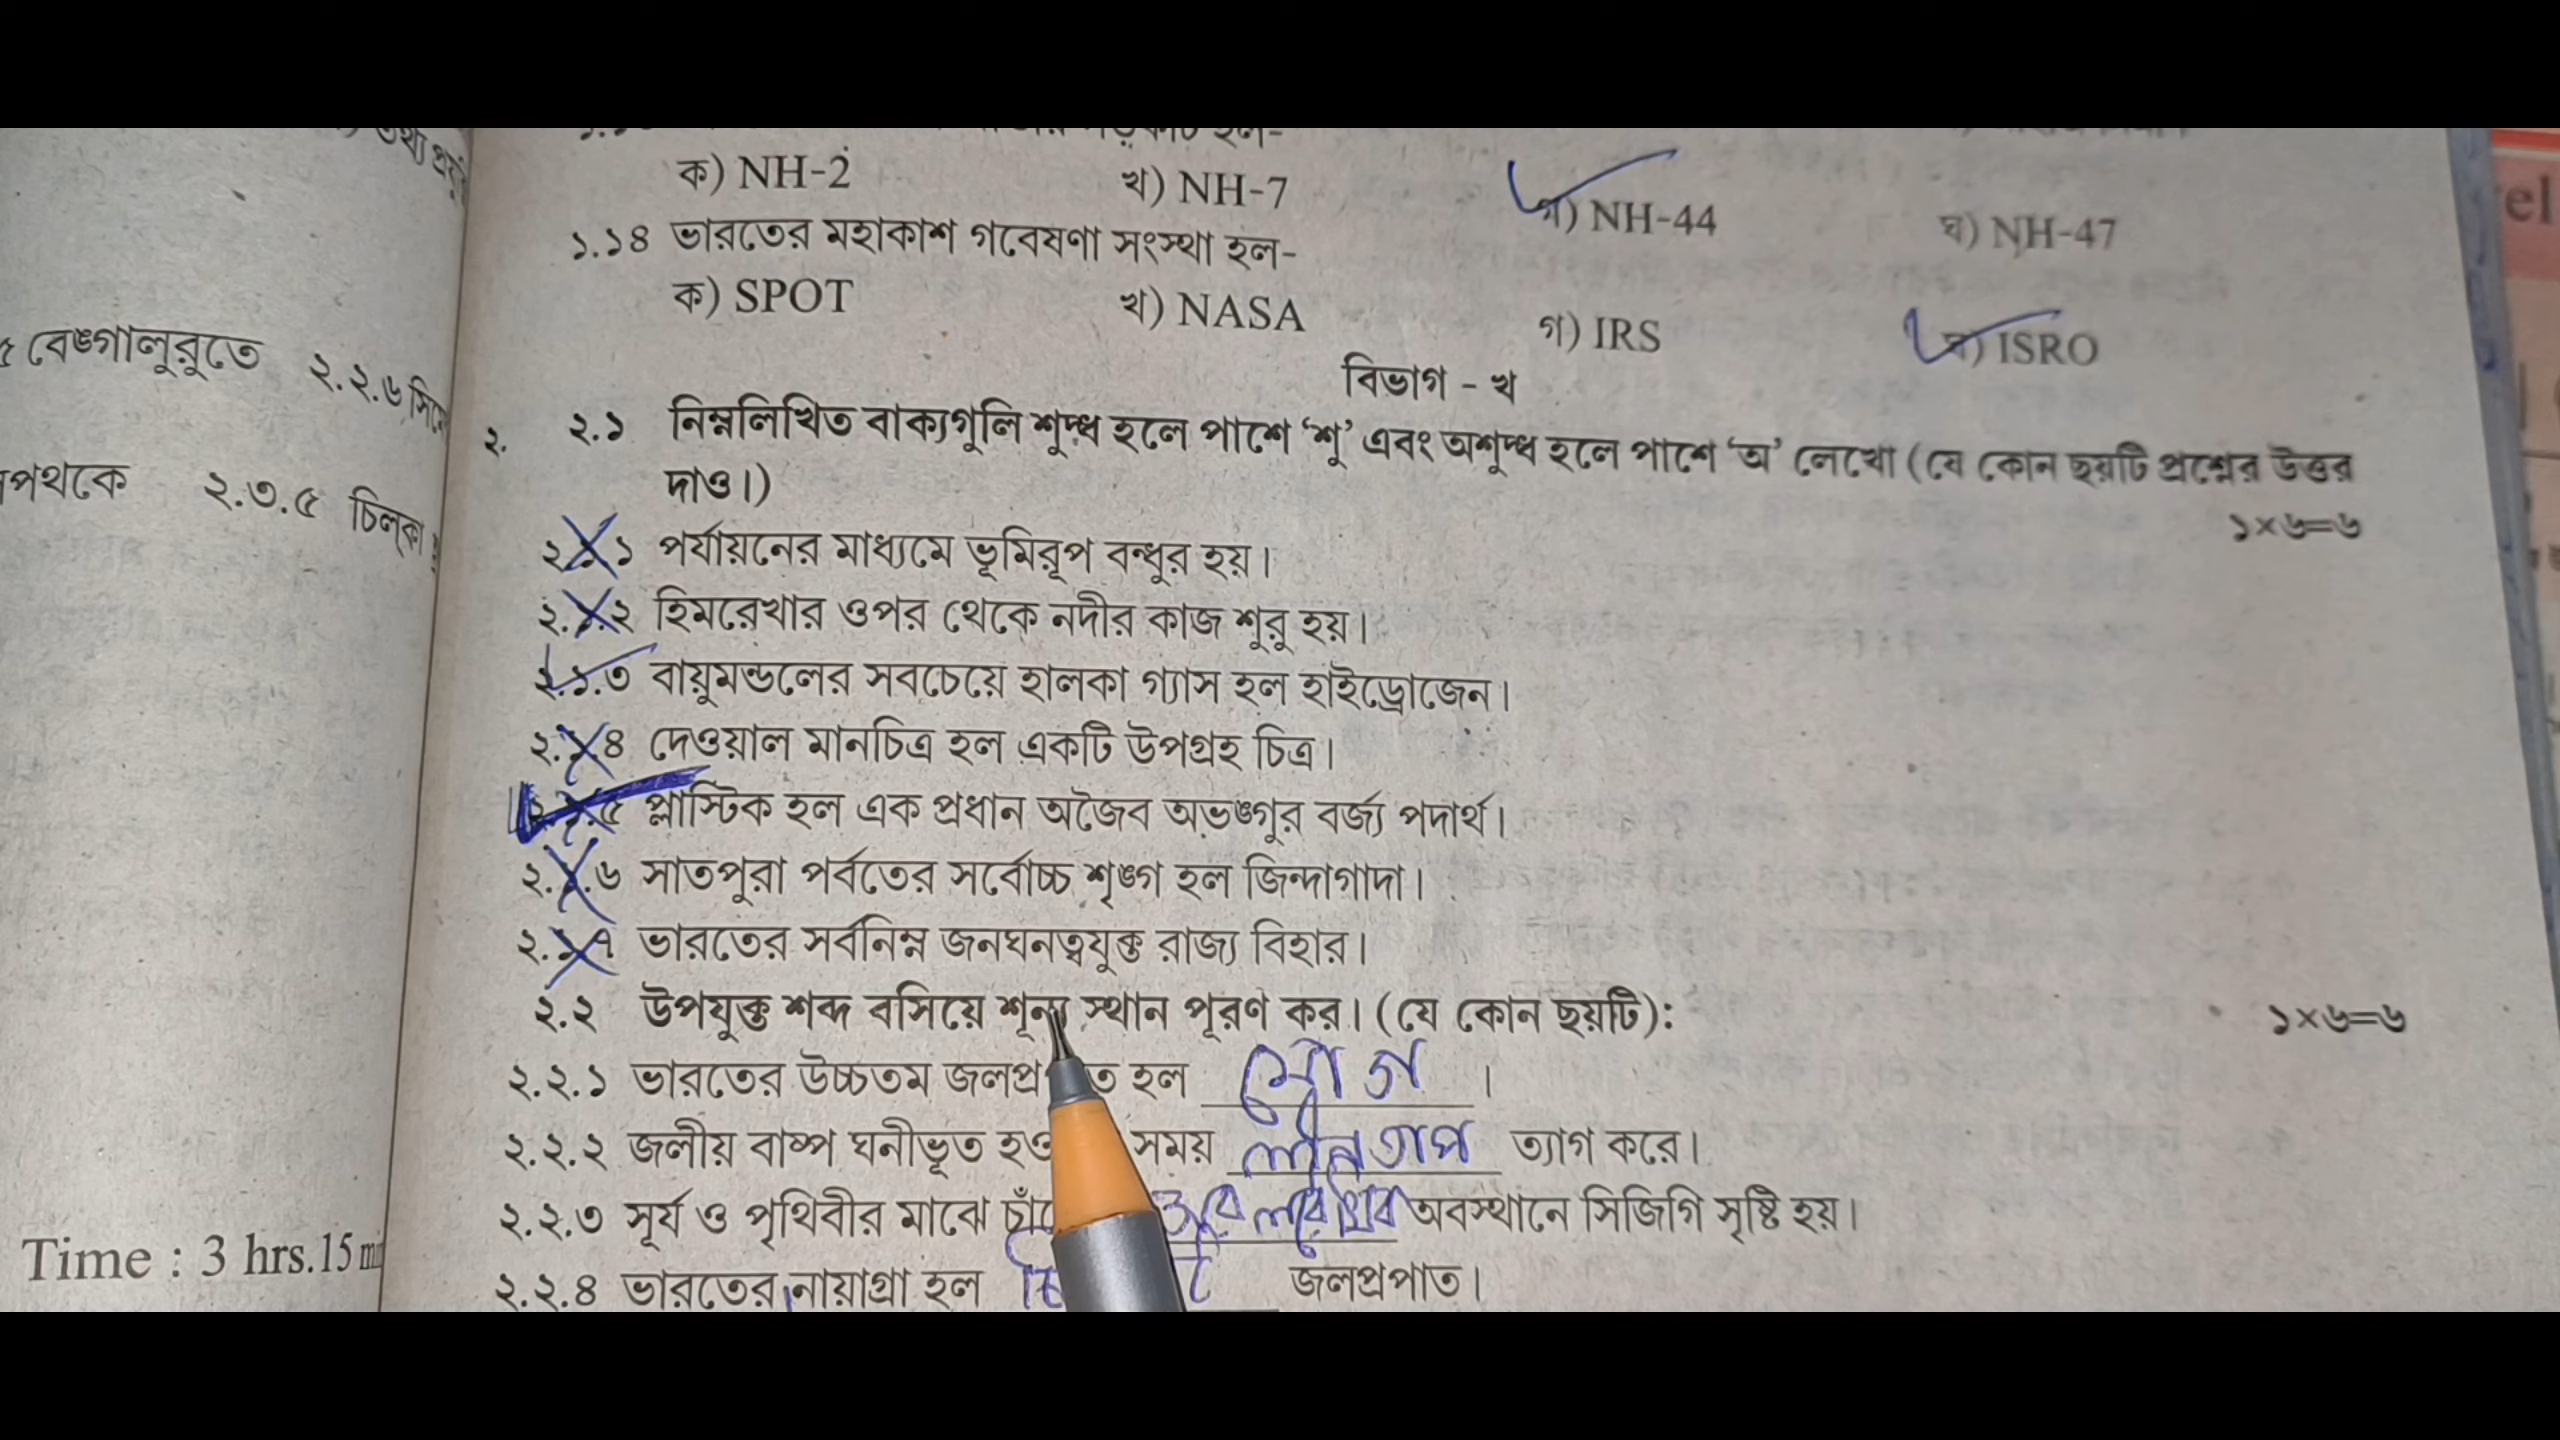 তথ্য
ক) NH-2 খ) NH-7 গ) NH-44 ঘ) NH-47
১.১৪ ভারতের মহাকাশ গবেষণা সংস্থা হল-
ক) SPOT খ) NASA গ) IRS ঘ) ISRO
বিভাগ - খ
২. ২.১ নিম্নলিখিত বাক্যগুলি শুদ্ধ হলে পাশে ‘শু’ এবং অশুদ্ধ হলে পাশে ‘অ’ লেখো (যে কোন ছয়টি প্রশ্নের উত্তর
দাও।)
১×৬=৬
২.১.১ পর্যায়নের মাধ্যমে ভূমিরূপ বন্ধুর হয়।
২.১.২ হিমরেখার ওপর থেকে নদীর কাজ শুরু হয়।
২.১.৩ বায়ুমন্ডলের সবচেয়ে হালকা গ্যাস হল হাইড্রোজেন।
২.১.৪ দেওয়াল মানচিত্র হল একটি উপগ্রহ চিত্র।
২.১.৫ প্লাস্টিক হল এক প্রধান অজৈব অভঙ্গুর বর্জ্য পদার্থ।
২.১.৬ সাতপুরা পর্বতের সর্বোচ্চ শৃঙ্গ হল জিন্দাগাদা।
২.১.৭ ভারতের সর্বনিম্ন জনঘনত্বযুক্ত রাজ্য বিহার।
২.২ উপযুক্ত শব্দ বসিয়ে শূন্য স্থান পূরণ কর। (যে কোন ছয়টি): ১×৬=৬
২.২.১ ভারতের উচ্চতম জলপ্রপাত হল যোগ ।
২.২.২ জলীয় বাষ্প ঘনীভূত সময় লীনতাপ ত্যাগ করে।
২.২.৩ সূর্য ও পৃথিবীর মাঝে অবস্থানে সিজিগি সৃষ্টি হয়।
২.২.৪ ভারতের নায়াগ্রা হল জলপ্রপাত।
৫ বেঙ্গালুরুতে ২.২.৬
পথকে ২.৩.৫ চিল্কা
Time : 3 hrs.15